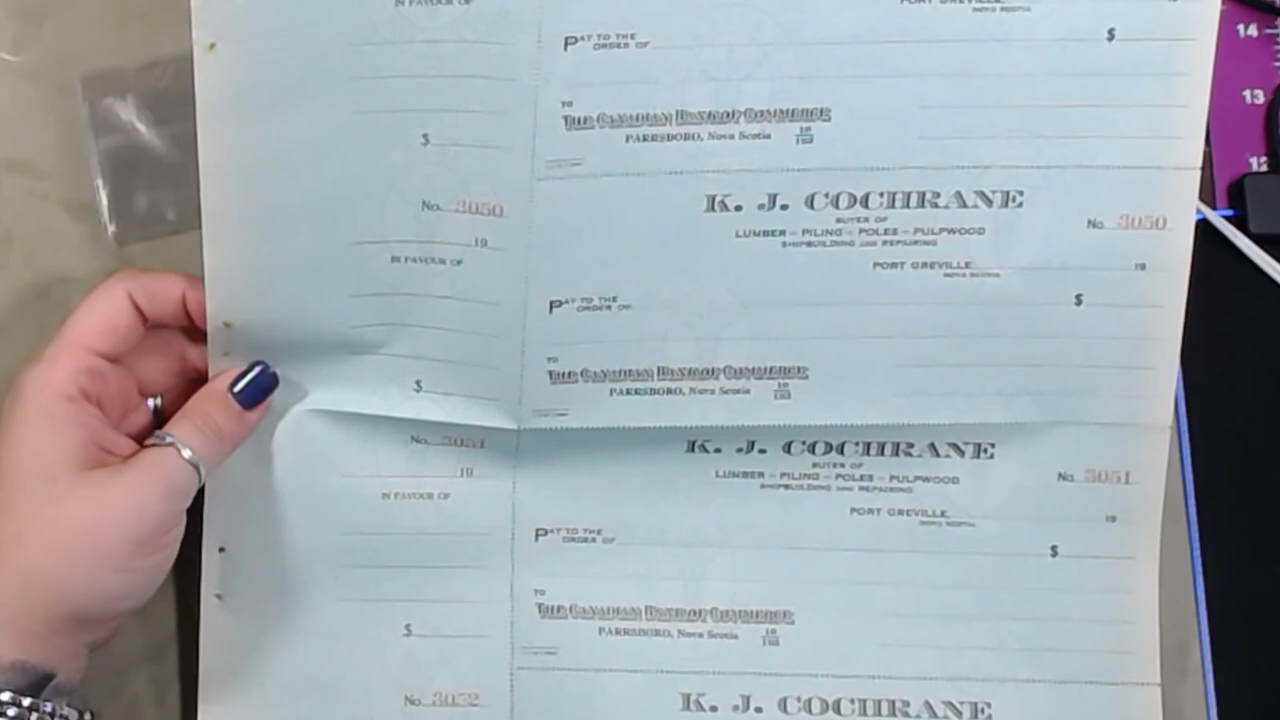 IN FAVOUR OF
$
PORT GREVILLE
NOVA SCOTIA
19
PAY TO THE ORDER OF
$
TO
THE CANADIAN BANK OF COMMERCE
PARRSBORO, Nova Scotia
No. 3050
19
IN FAVOUR OF
$
K. J. COCHRANE
BUYER OF
LUMBER – PILING – POLES – PULPWOOD
SHIPBUILDING AND REPAIRING
No. 3050
PORT GREVILLE
NOVA SCOTIA
19
PAY TO THE ORDER OF
$
TO
THE CANADIAN BANK OF COMMERCE
PARRSBORO, Nova Scotia
No. 3051
19
IN FAVOUR OF
$
K. J. COCHRANE
BUYER OF
LUMBER – PILING – POLES – PULPWOOD
SHIPBUILDING AND REPAIRING
No. 3051
PORT GREVILLE
NOVA SCOTIA
19
PAY TO THE ORDER OF
$
TO
THE CANADIAN BANK OF COMMERCE
PARRSBORO, Nova Scotia
No. 3052
K. J. COCHRANE
14
13
12